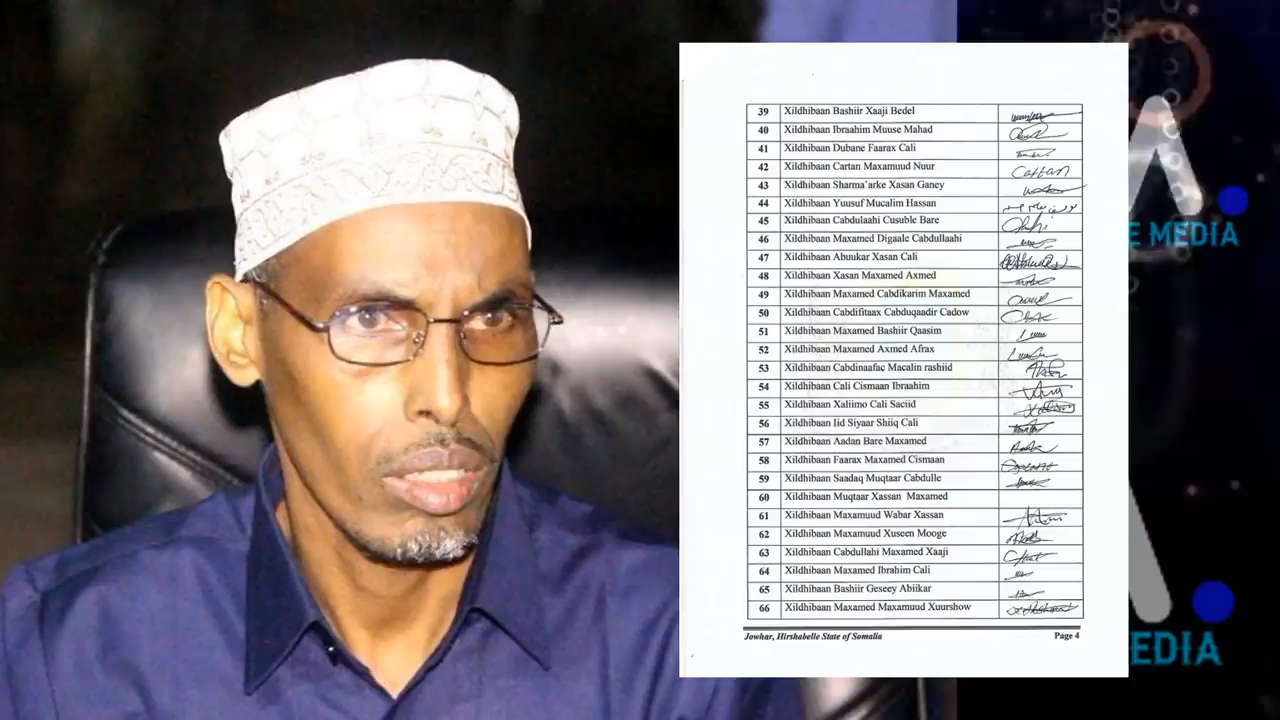 39 Xildhibaan Bashiir Xaaji Bedel
40 Xildhibaan Ibraahim Muuse Mahad
41 Xildhibaan Dubane Faarax Cali
42 Xildhibaan Cartan Maxamuud Nuur Cartan
43 Xildhibaan Sharma'arke Xasan Ganey
44 Xildhibaan Yuusuf Mucalim Hassan
45 Xildhibaan Cabdulaahi Cusuble Bare
46 Xildhibaan Maxamed Digaale Cabdullaahi
47 Xildhibaan Abuukar Xasan Cali
48 Xildhibaan Xasan Maxamed Axmed
49 Xildhibaan Maxamed Cabdikarim Maxamed
50 Xildhibaan Cabdifitaax Cabduqaadir Cadow
51 Xildhibaan Maxamed Bashiir Qaasim
52 Xildhibaan Maxamed Axmed Afrax
53 Xildhibaan Cabdinaafac Macalin rashiid
54 Xildhibaan Cali Cismaan Ibraahim
55 Xildhibaan Xaliimo Cali Saciid
56 Xildhibaan Iid Siyaar Shiiq Cali
57 Xildhibaan Aadan Bare Maxamed
58 Xildhibaan Faarax Maxamed Cismaan
59 Xildhibaan Saadaq Muqtaar Cabdulle
60 Xildhibaan Muqtaar Xassan Maxamed
61 Xildhibaan Maxamuud Wabar Xassan
62 Xildhibaan Maxamuud Xuseen Mooge
63 Xildhibaan Cabdullahi Maxamed Xaaji
64 Xildhibaan Maxamed Ibrahim Cali
65 Xildhibaan Bashiir Geseey Abiikar
66 Xildhibaan Maxamed Maxamuud Xuurshow
Jowhar, Hirshabelle State of Somalia Page 4
E MEDIA
EDIA